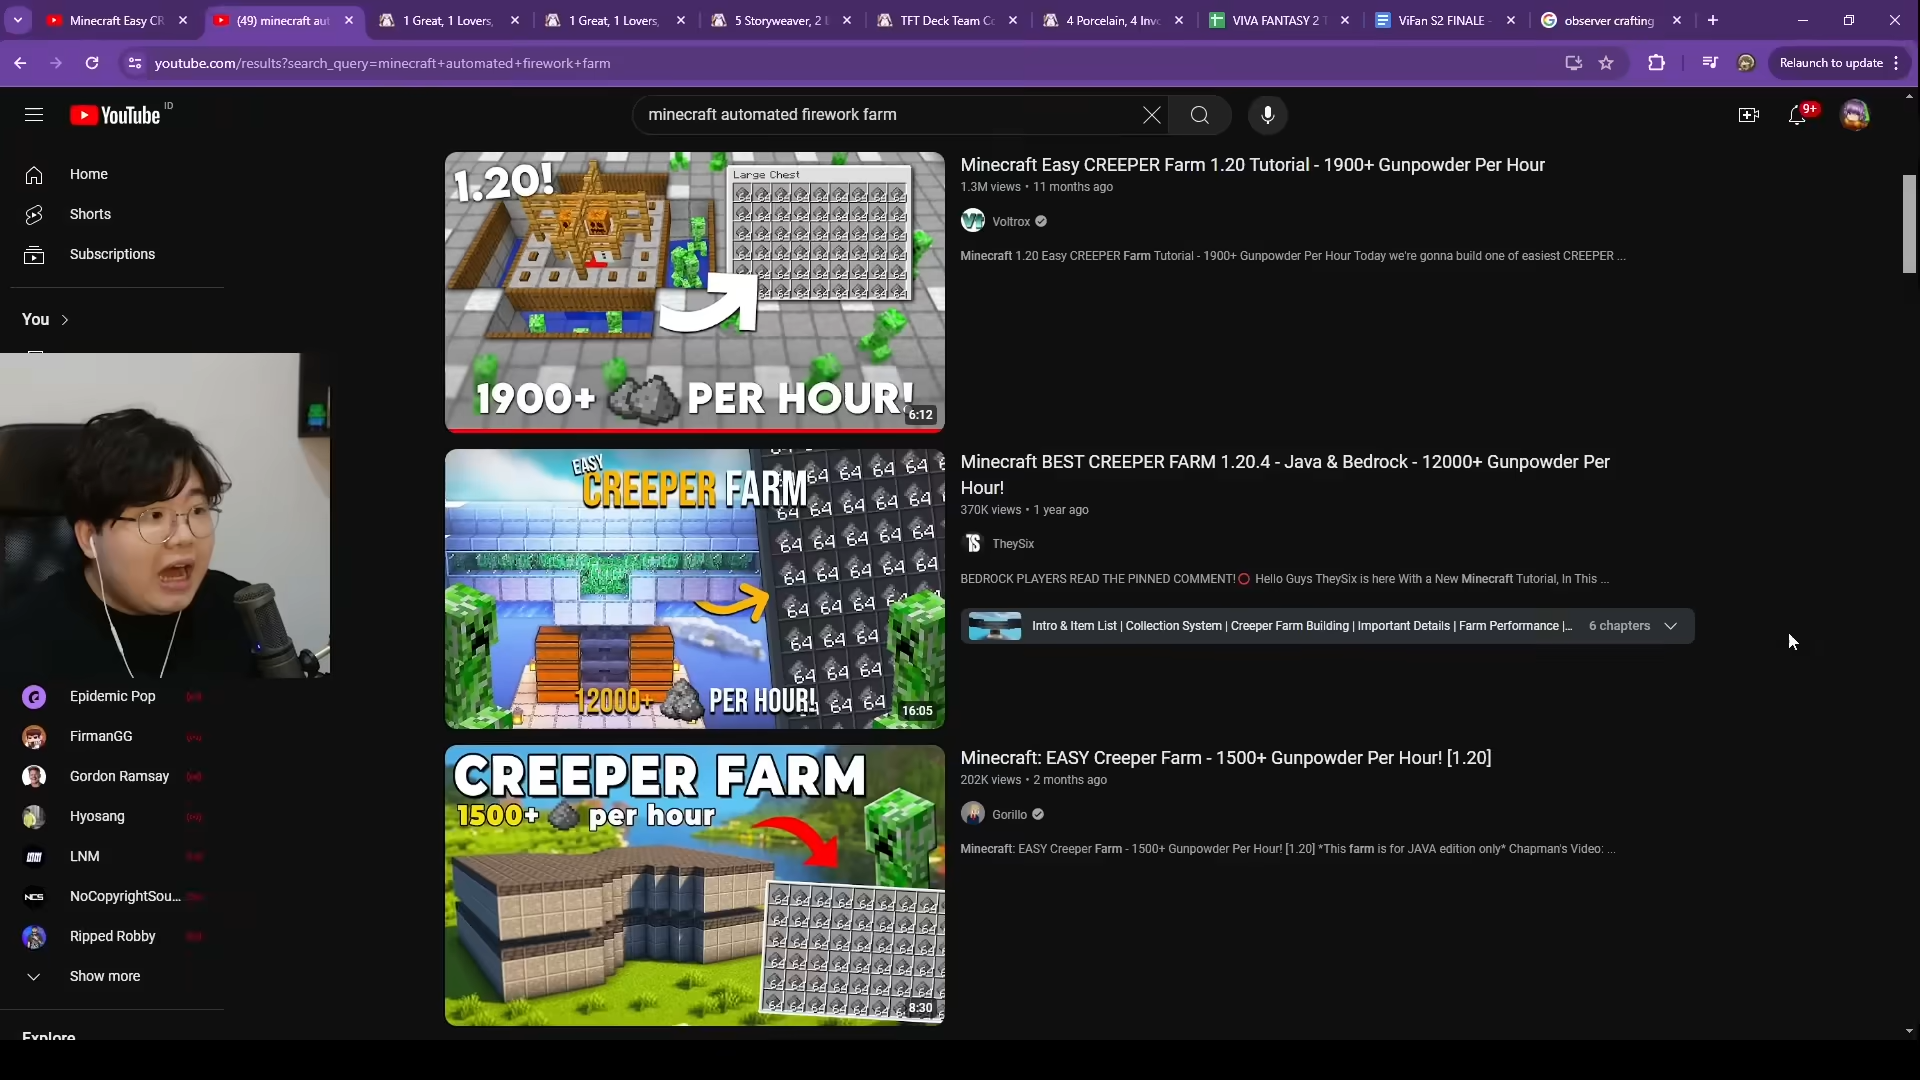 Minecraft Easy CR
(49) minecraft aut
1 Great, 1 Lovers,
1 Great, 1 Lovers,
5 Storyweaver, 2
TFT Deck Team Co
4 Porcelain, 4 Invo
VIVA FANTASY 2 T
ViFan S2 FINALE -
observer crafting
youtube.com/results?search_query=minecraft+automated+firework+farm
Relaunch to update
YouTube ID
minecraft automated firework farm
9+
Home
Shorts
Subscriptions
You
Epidemic Pop
FirmanGG
Gordon Ramsay
Hyosang
LNM
NoCopyrightSou...
Ripped Robby
Show more
Explore
1.20!
Large Chest
1900+ PER HOUR!
6:12
Minecraft Easy CREEPER Farm 1.20 Tutorial - 1900+ Gunpowder Per Hour
1.3M views • 11 months ago
Voltrox
Minecraft 1.20 Easy CREEPER Farm Tutorial - 1900+ Gunpowder Per Hour Today we're gonna build one of easiest CREEPER ...
EASY
CREEPER FARM
12000+ PER HOUR!
16:05
Minecraft BEST CREEPER FARM 1.20.4 - Java & Bedrock - 12000+ Gunpowder Per
Hour!
370K views • 1 year ago
TS TheySix
BEDROCK PLAYERS READ THE PINNED COMMENT!⭕ Hello Guys TheySix is here With a New Minecraft Tutorial, In This ...
Intro & Item List | Collection System | Creeper Farm Building | Important Details | Farm Performance |... 6 chapters
CREEPER FARM
1500+ per hour
8:30
Minecraft: EASY Creeper Farm - 1500+ Gunpowder Per Hour! [1.20]
202K views • 2 months ago
Gorillo
Minecraft: EASY Creeper Farm - 1500+ Gunpowder Per Hour! [1.20] *This farm is for JAVA edition only* Chapman's Video: ...